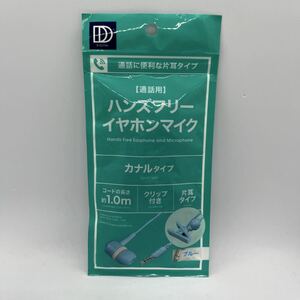 DD
通話に便利な片耳タイプ
【通話用】
ハンズフリー
イヤホンマイク
Hands Free Earphone and Microphone
カナルタイプ
コードの長さ
約1.0m
クリップ
付き
片耳
タイプ
ブルー